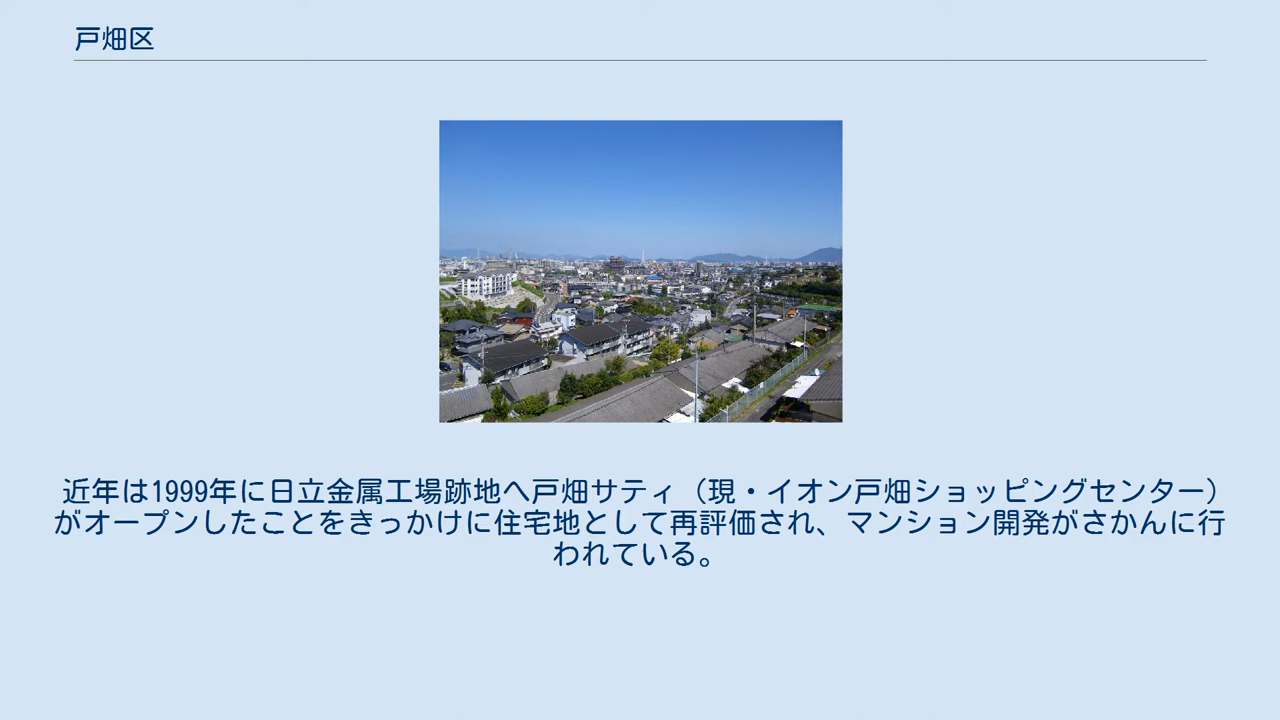 戸畑区
近年は1999年に日立金属工場跡地へ戸畑サティ（現・イオン戸畑ショッピングセンター）
がオープンしたことをきっかけに住宅地として再評価され、マンション開発がさかんに行
われている。